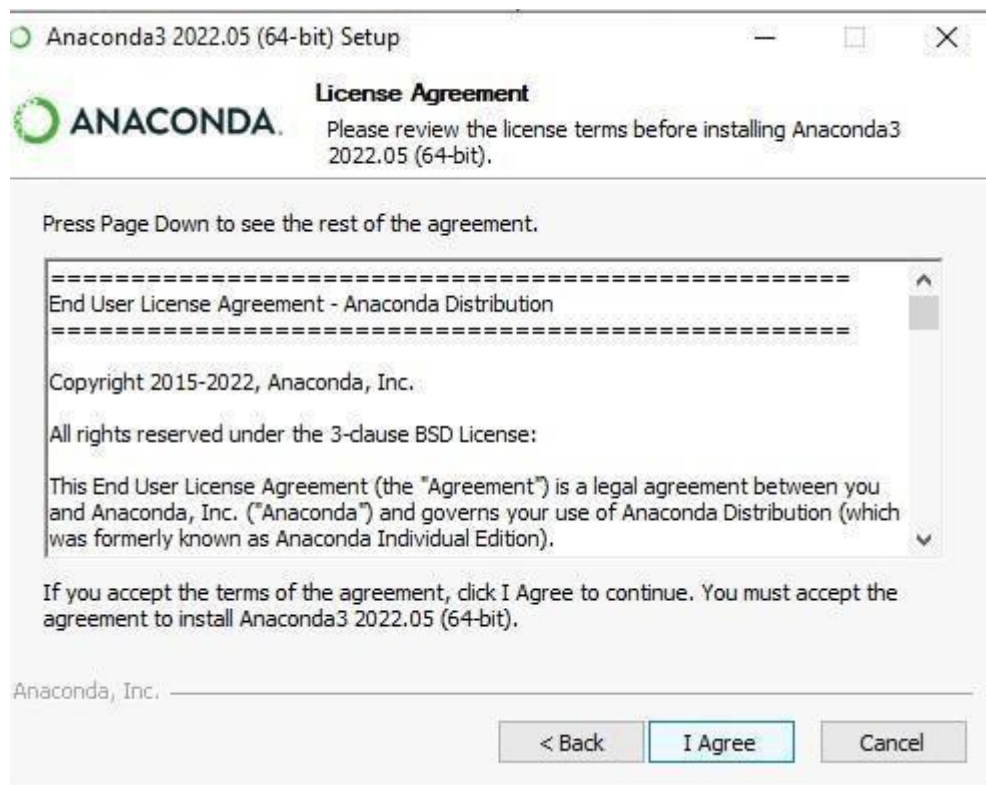 Anaconda3 2022.05 (64-bit) Setup
ANACONDA.
License Agreement
Please review the license terms before installing Anaconda3
2022.05 (64-bit).
Press Page Down to see the rest of the agreement.
==================================================
End User License Agreement - Anaconda Distribution
==================================================
Copyright 2015-2022, Anaconda, Inc.
All rights reserved under the 3-clause BSD License:
This End User License Agreement (the "Agreement") is a legal agreement between you
and Anaconda, Inc. ("Anaconda") and governs your use of Anaconda Distribution (which
was formerly known as Anaconda Individual Edition).
If you accept the terms of the agreement, click I Agree to continue. You must accept the
agreement to install Anaconda3 2022.05 (64-bit).
Anaconda, Inc.
< Back
I Agree
Cancel